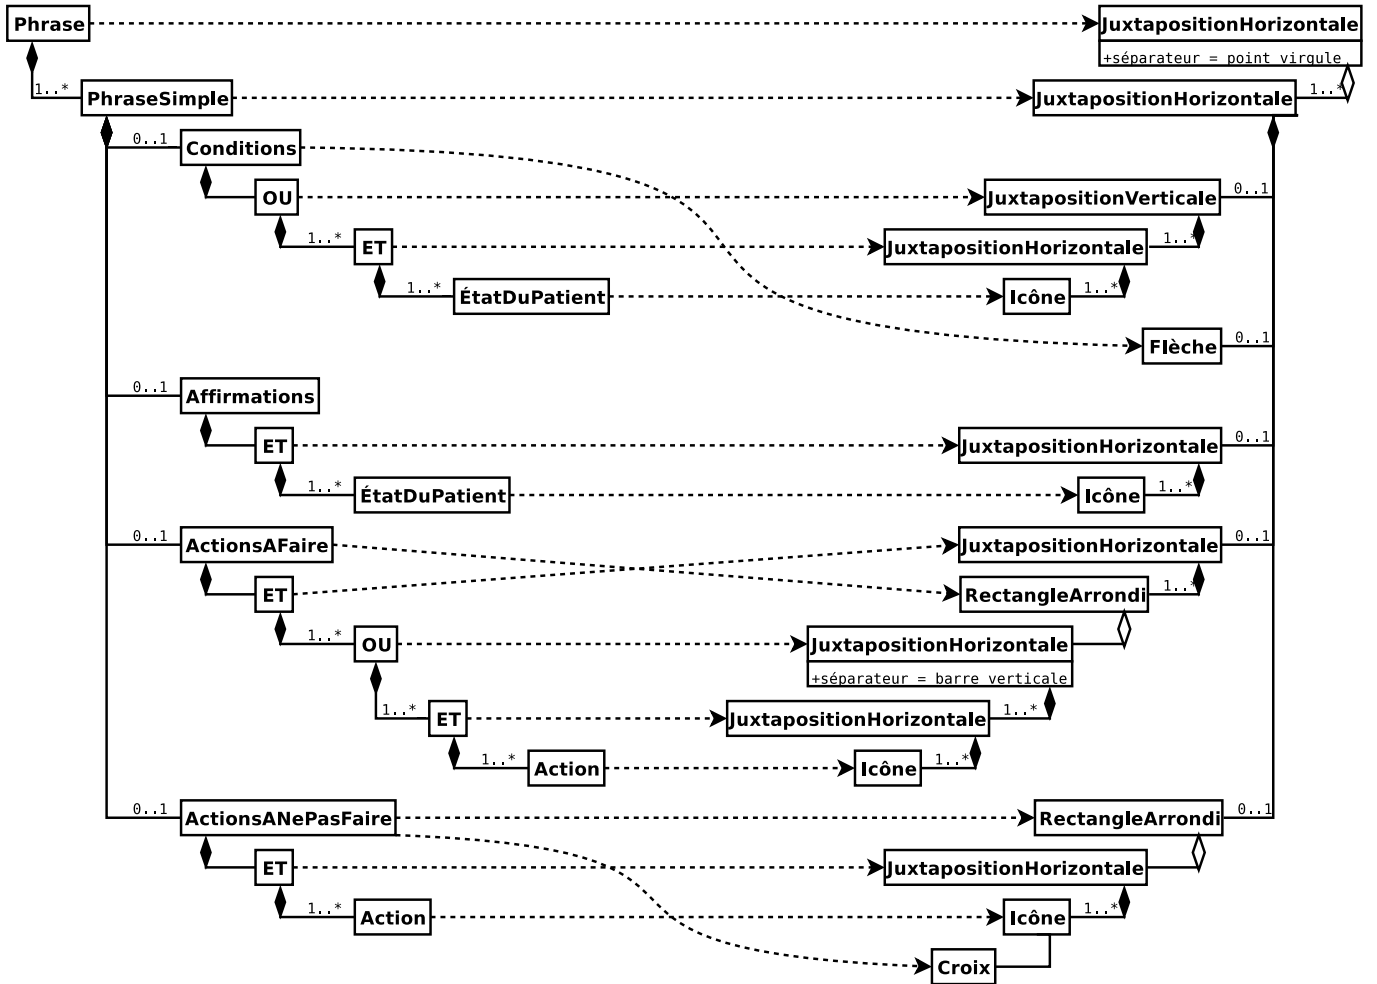 Phrase
JuxtapositionHorizontale
+séparateur = point virgule
1..*
PhraseSimple
JuxtapositionHorizontale
1..*
0..1
Conditions
OU
JuxtapositionVerticale
0..1
1..*
ET
JuxtapositionHorizontale
1..*
1..*
ÉtatDuPatient
Icône
1..*
Flèche
0..1
0..1
Affirmations
ET
JuxtapositionHorizontale
0..1
1..*
ÉtatDuPatient
Icône
1..*
0..1
ActionsAFaire
JuxtapositionHorizontale
0..1
ET
RectangleArrondi
1..*
1..*
OU
JuxtapositionHorizontale
+séparateur = barre verticale
1..*
ET
JuxtapositionHorizontale
1..*
1..*
Action
Icône
1..*
0..1
ActionsANePasFaire
RectangleArrondi
0..1
ET
JuxtapositionHorizontale
1..*
Action
Icône
1..*
Croix